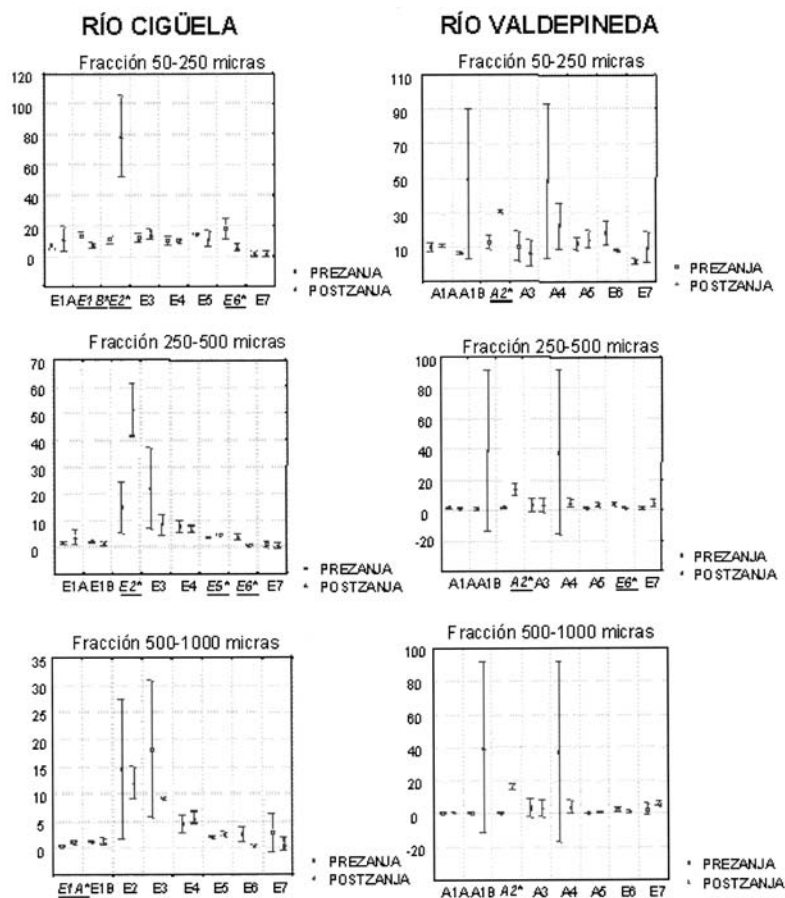 RÍO CIGÜELA
RÍO VALDEPINEDA
Fracción 50-250 micras
120
100
80
60
40
20
0
E1A E1B* E2* E3 E4 E5 E6* E7
PREZANJA
POSTZANJA
Fracción 50-250 micras
110
90
70
50
30
10
A1A A1B A2* A3 A4 A5 E6 E7
PREZANJA
POSTZANJA
Fracción 250-500 micras
70
60
50
40
30
20
10
0
E1A E1B E2* E3 E4 E5* E6* E7
PREZANJA
POSTZANJA
Fracción 250-500 micras
100
80
60
40
20
0
-20
A1A A1B A2* A3 A4 A5 E6* E7
PREZANJA
POSTZANJA
Fracción 500-1000 micras
35
30
25
20
15
10
5
0
E1A* E1B E2 E3 E4 E5 E6 E7
PREZANJA
POSTZANJA
Fracción 500-1000 micras
100
80
60
40
20
0
-20
-40
A1A A1B A2* A3 A4 A5 E6 E7
PREZANJA
POSTZANJA